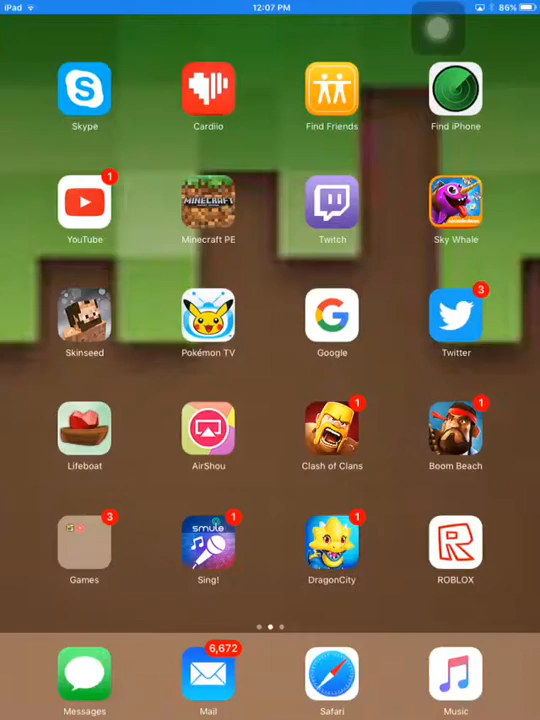 iPad 12:07 PM 86%
Skype Cardiio Find Friends Find iPhone
1
MINECRAFT
YouTube Minecraft PE Twitch Sky Whale
3
Skinseed Pokémon TV Google Twitter
1 1
Lifeboat AirShou Clash of Clans Boom Beach
3 1 1
smule
Games Sing! DragonCity ROBLOX
6,672
Messages Mail Safari Music